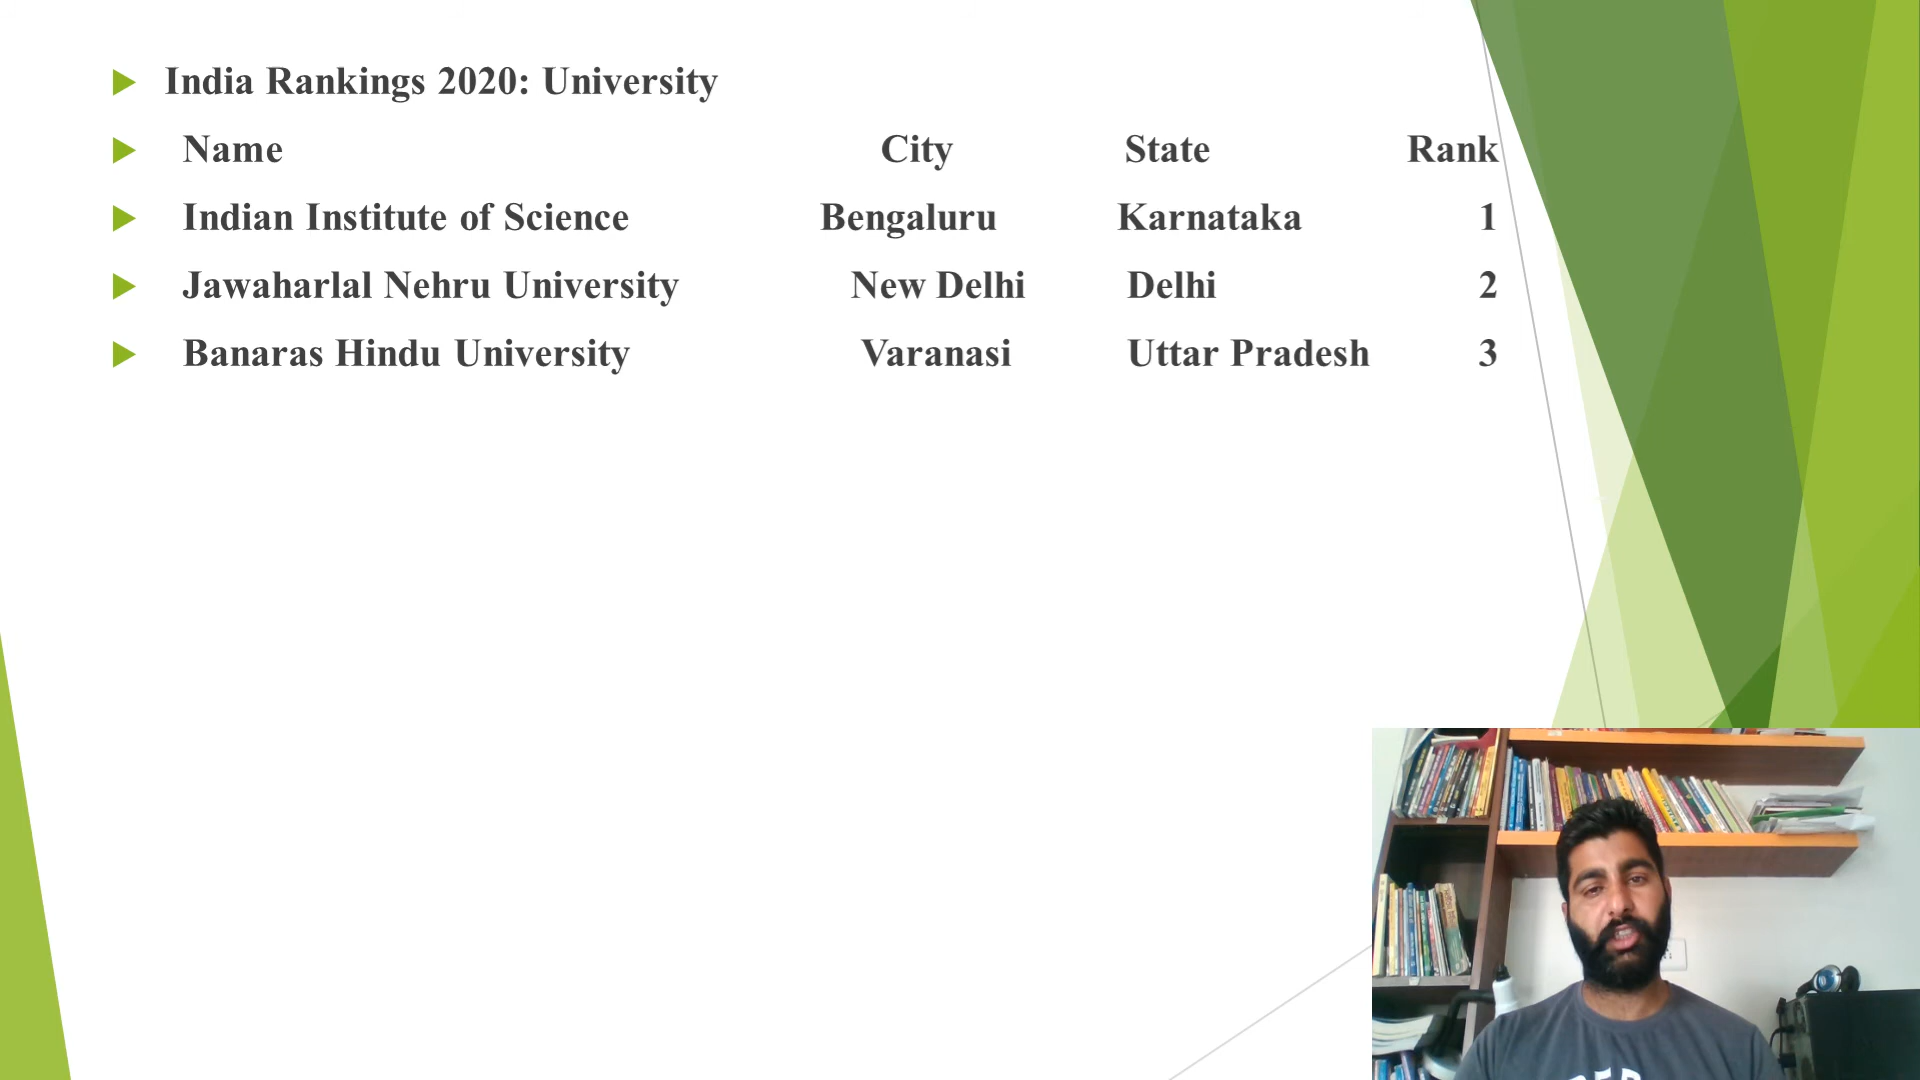 India Rankings 2020: University
Name City State Rank
Indian Institute of Science Bengaluru Karnataka 1
Jawaharlal Nehru University New Delhi Delhi 2
Banaras Hindu University Varanasi Uttar Pradesh 3